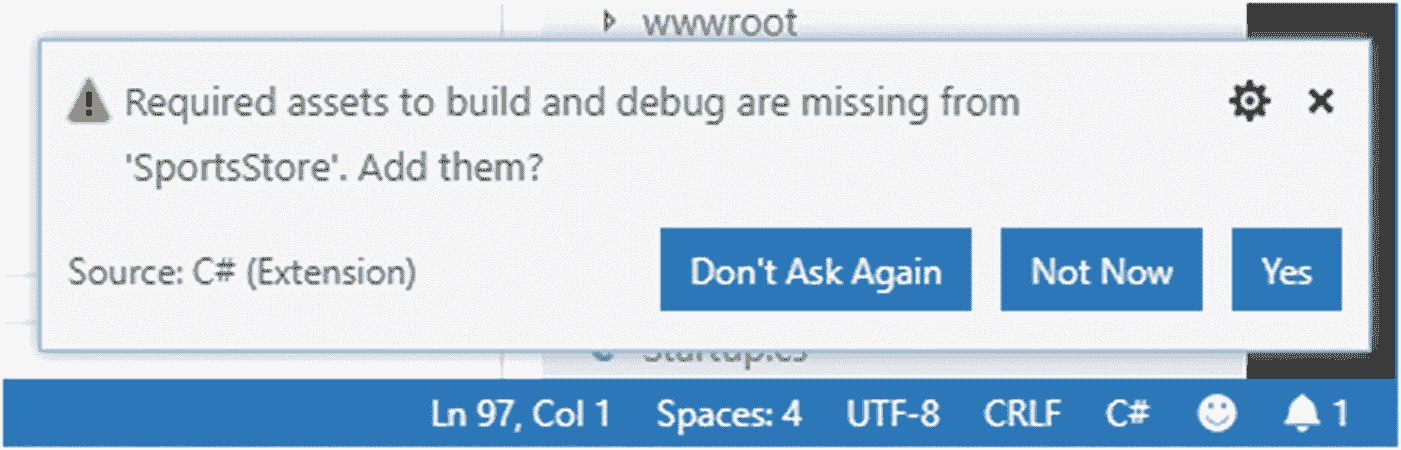 wwwroot
Required assets to build and debug are missing from
'SportsStore'. Add them?
Source: C# (Extension)
Don't Ask Again
Not Now
Yes
Startup.cs
Ln 97, Col 1
Spaces: 4
UTF-8
CRLF
C#
1